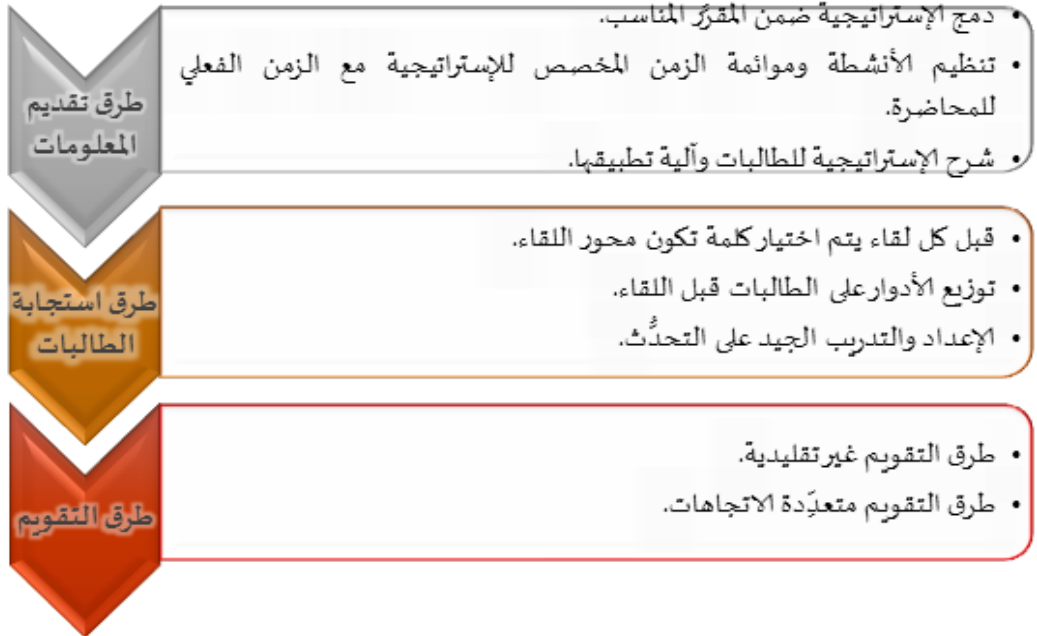 طرق تقديم
المعلومات
• دمج الإستراتيجية ضمن المقرَّر المناسب.
• تنظيم الأنشطة وموائمة الزمن المخصص للإستراتيجية مع الزمن الفعلي
للمحاضرة.
• شرح الإستراتيجية للطالبات وآلية تطبيقها.
طرق استجابة
الطالبات
• قبل كل لقاء يتم اختيار كلمة تكون محور اللقاء.
• توزيع الأدوار على الطالبات قبل اللقاء.
• الإعداد والتدريب الجيد على التحدُّث.
طرق التقويم
• طرق التقويم غير تقليدية.
• طرق التقويم متعدِّدة الاتجاهات.